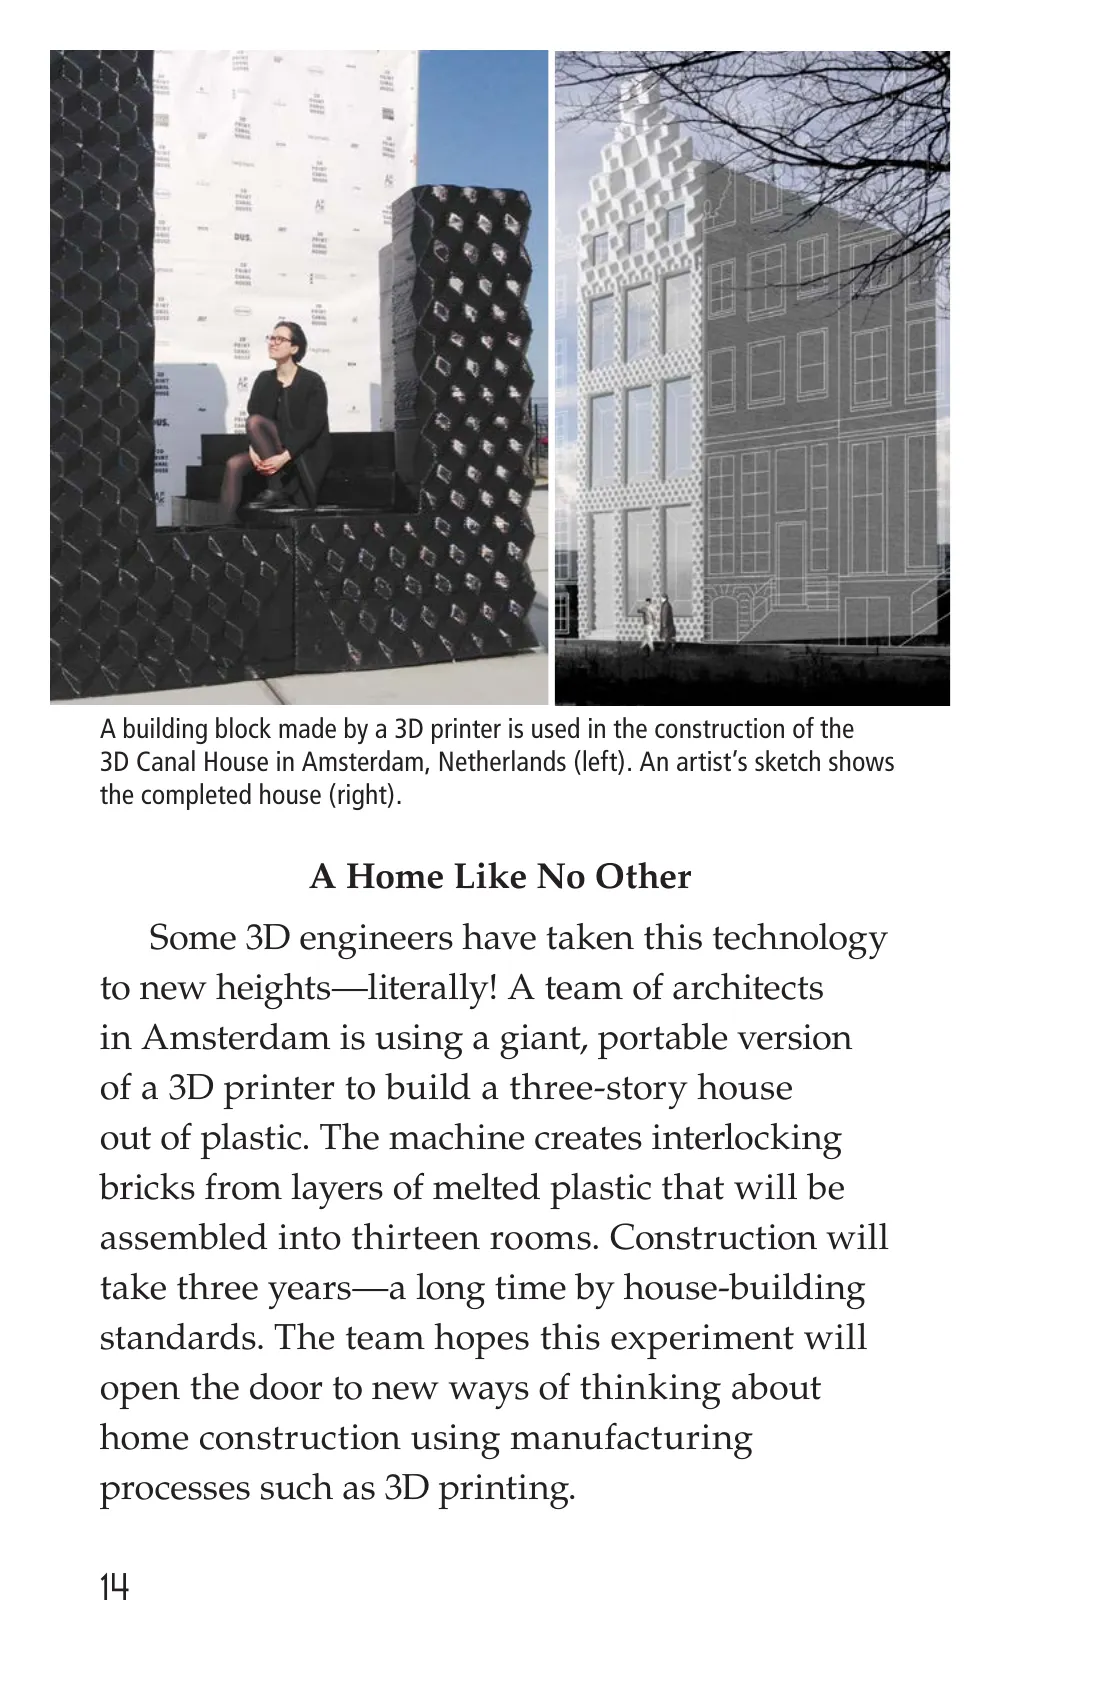 3D
PRINT
CANAL
HOUSE
DUS.
A building block made by a 3D printer is used in the construction of the
3D Canal House in Amsterdam, Netherlands (left). An artist’s sketch shows
the completed house (right).
A Home Like No Other
Some 3D engineers have taken this technology
to new heights—literally! A team of architects
in Amsterdam is using a giant, portable version
of a 3D printer to build a three-story house
out of plastic. The machine creates interlocking
bricks from layers of melted plastic that will be
assembled into thirteen rooms. Construction will
take three years—a long time by house-building
standards. The team hopes this experiment will
open the door to new ways of thinking about
home construction using manufacturing
processes such as 3D printing.
14